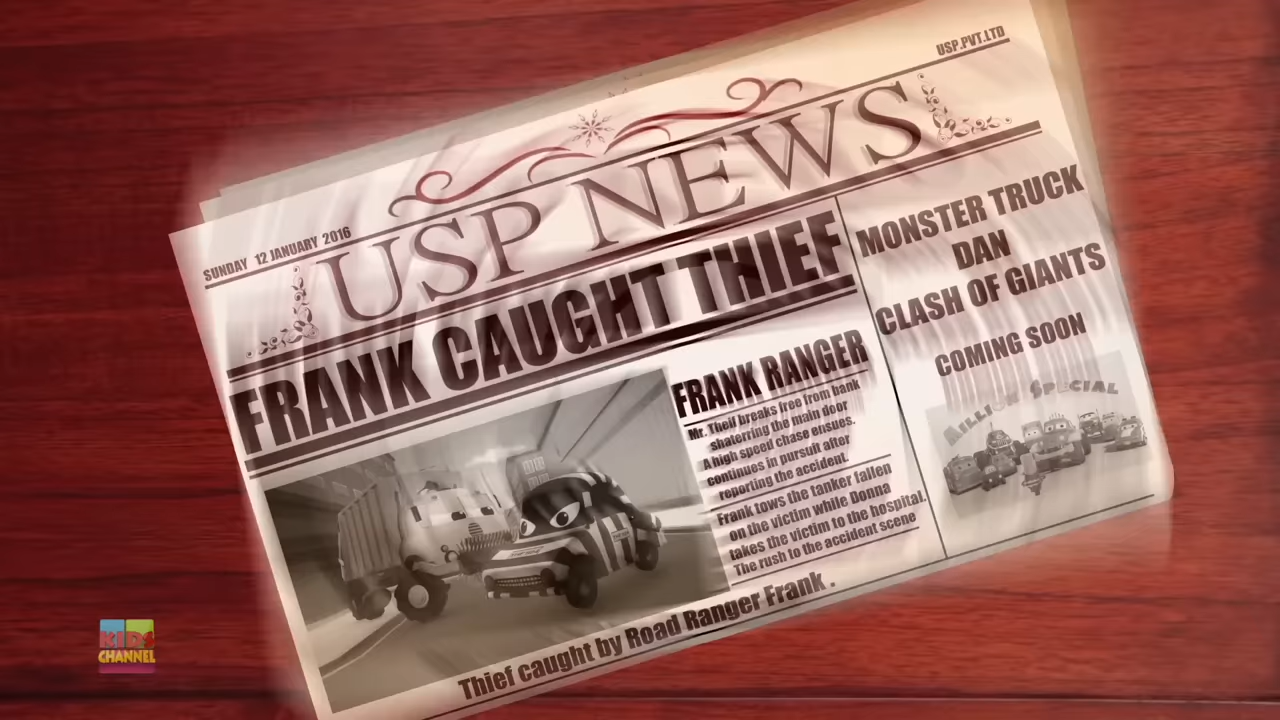 USP.PVT.LTD
SUNDAY 12 JANUARY 2016
USP NEWS
FRANK CAUGHT THIEF
FRANK RANGER
Mr. Theif breaks free from bank
shaterring the main door
A high speed chase ensues.
continues in pursuit after
reporting the accident.
Frank tows the tanker fallen
on the victim while Donna
takes the victim to the hospital.
The rush to the accident scene
Thief caught by Road Ranger Frank .
MONSTER TRUCK
DAN
CLASH OF GIANTS
COMING SOON
SPECIAL
KIDS
CHANNEL